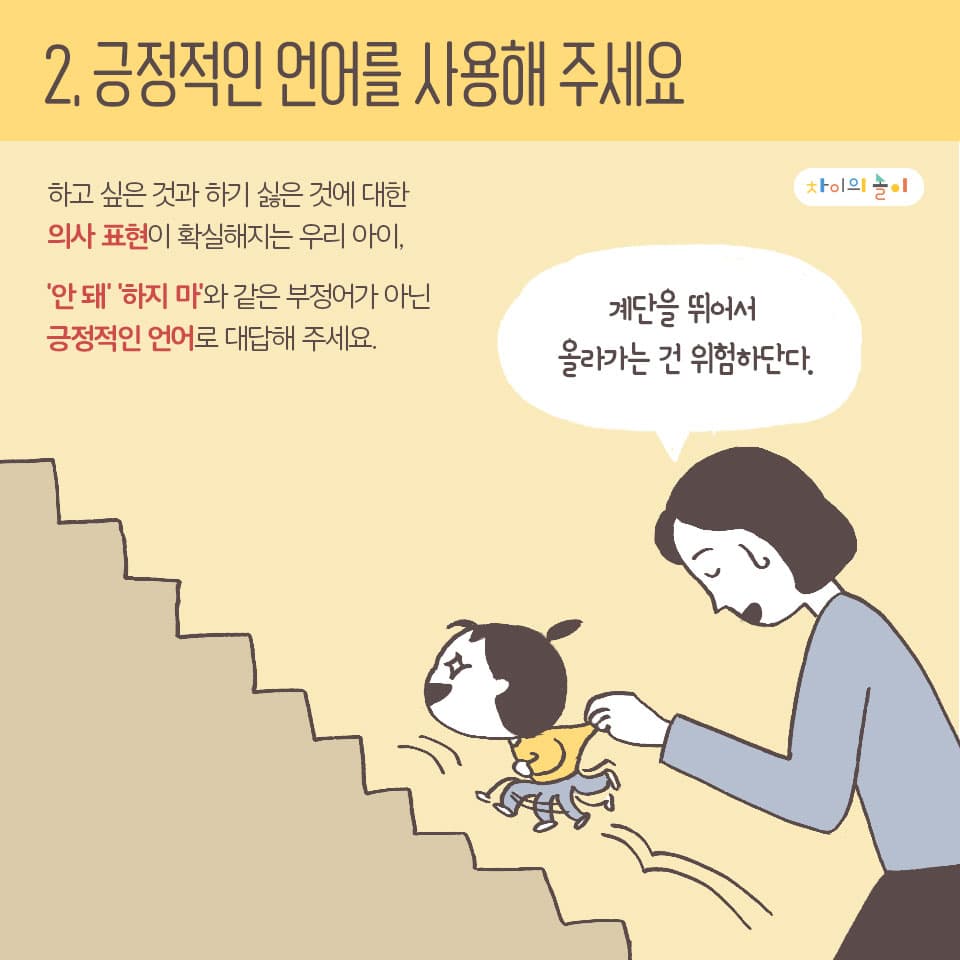 2. 긍정적인 언어를 사용해 주세요
차이의 놀이
하고 싶은 것과 하기 싫은 것에 대한
의사 표현이 확실해지는 우리 아이,
'안 돼' '하지 마'와 같은 부정어가 아닌
긍정적인 언어로 대답해 주세요.
계단을 뛰어서
올라가는 건 위험하단다.